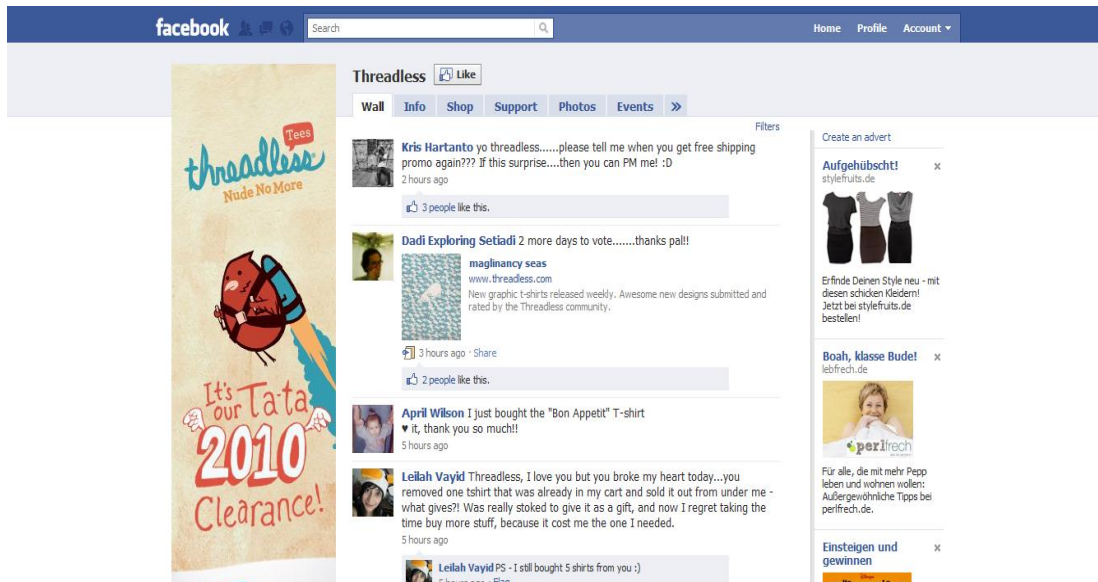 facebook
Search
Home Profile Account
Threadless Like
Wall Info Shop Support Photos Events »
Filters
threadless Tees
Nude No More
It's
our Ta-ta
2010
Clearance!
Kris Hartanto yo threadless......please tell me when you get free shipping
promo again??? If this surprise....then you can PM me! :D
2 hours ago
3 people like this.
Dadi Exploring Setiadi 2 more days to vote.......thanks pal!!
maglinancy seas
www.threadless.com
New graphic t-shirts released weekly. Awesome new designs submitted and
rated by the Threadless community.
3 hours ago · Share
2 people like this.
April Wilson I just bought the "Bon Appetit" T-shirt
♥ it, thank you so much!!
5 hours ago
Leilah Vayid Threadless, I love you but you broke my heart today...you
removed one tshirt that was already in my cart and sold it out from under me -
what gives?! Was really stoked to give it as a gift, and now I regret taking the
time buy more stuff, because it cost me the one I needed.
5 hours ago
Leilah Vayid PS - I still bought 5 shirts from you :)
5 hours ago · Flag
Create an advert
Aufgehübscht! x
stylefruits.de
Erfinde Deinen Style neu - mit
diesen schicken Kleidern!
Jetzt bei stylefruits.de
bestellen!
Boah, klasse Bude! x
lebfrech.de
perlfrech
Für alle, die mit mehr Pepp
leben und wohnen wollen:
Außergewöhnliche Tipps bei
perlfrech.de.
Einsteigen und x
gewinnen